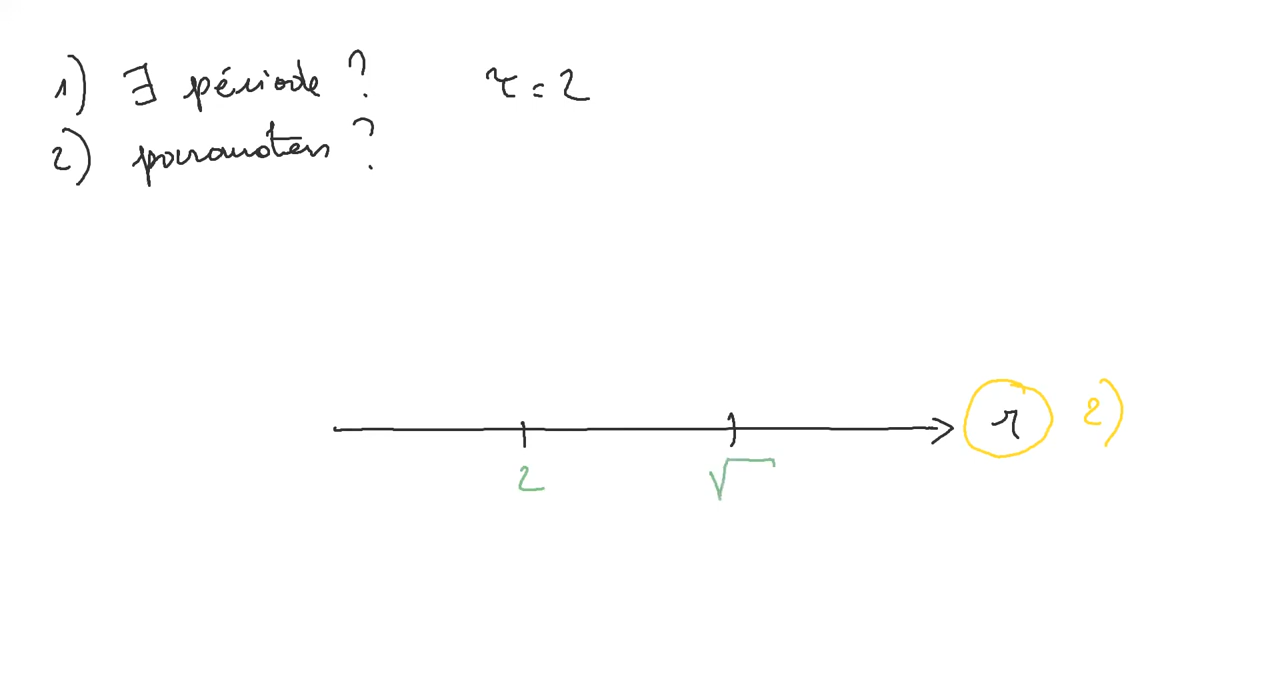 1) ∃ période ? r = 2
2) paramètres ?
r 2)
2 √